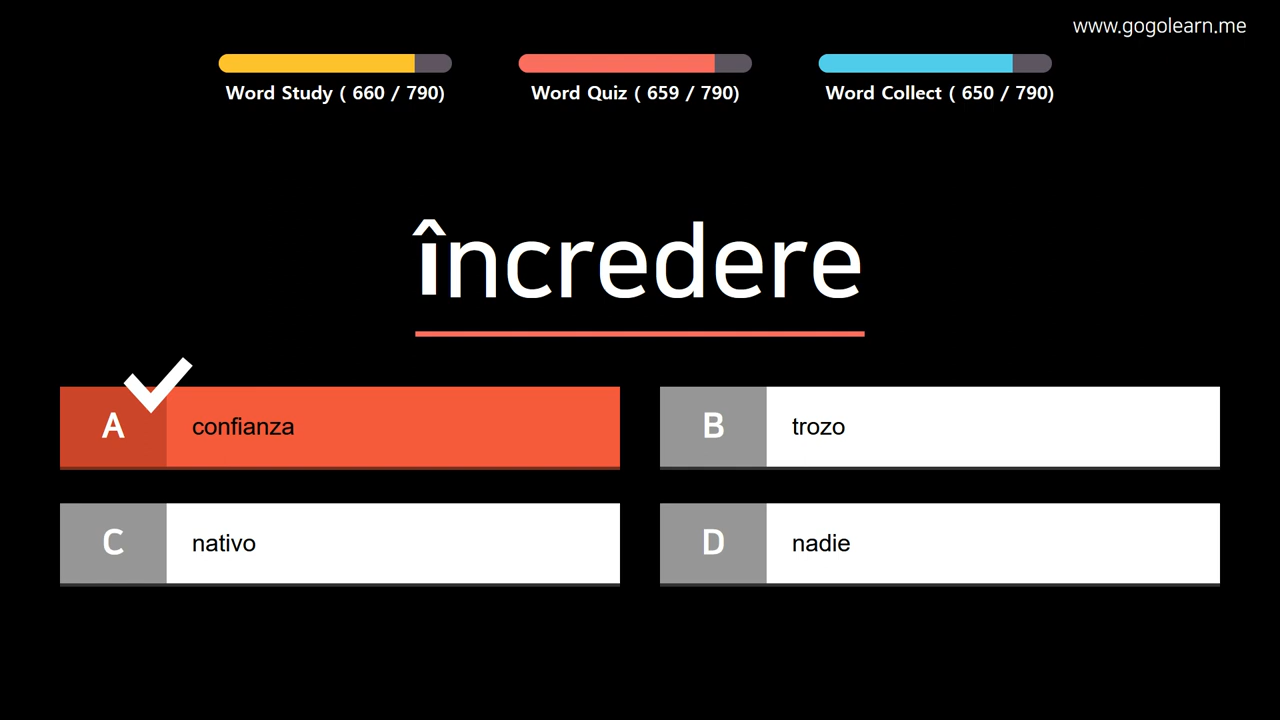 www.gogolearn.me
Word Study ( 660 / 790)
Word Quiz ( 659 / 790)
Word Collect ( 650 / 790)
încredere
A confianza
B trozo
C nativo
D nadie